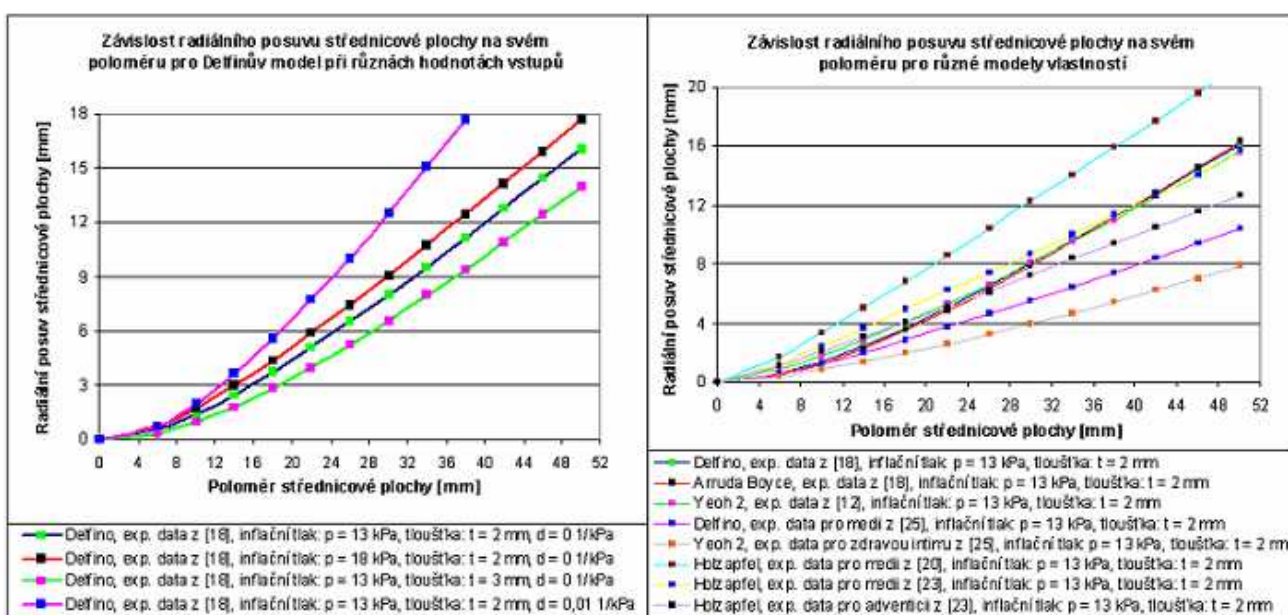 Závislost radiálního posuvu střednicové plochy na svém
poloměru pro Delfinův model při různách hodnotách vstupů
Radiální posuv střednicové plochy [mm]
18
15
12
9
6
3
0
0 4 8 12 16 20 24 28 32 36 40 44 48 52
Poloměr střednicové plochy [mm]
Delfino, exp. data z [18], inflační tlak: p = 13 kPa, tloušťka: t = 2 mm, d = 0 1/kPa
Delfino, exp. data z [18], inflační tlak: p = 18 kPa, tloušťka: t = 2 mm, d = 0 1/kPa
Delfino, exp. data z [18], inflační tlak: p = 13 kPa, tloušťka: t = 3 mm, d = 0 1/kPa
Delfino, exp. data z [18], inflační tlak: p = 13 kPa, tloušťka: t = 2 mm, d = 0,01 1/kPa
Závislost radiálního posuvu střednicové plochy na svém
poloměru pro různé modely vlastností
Radiální posuv střednicové plochy [mm]
20
16
12
8
4
0
0 4 8 12 16 20 24 28 32 36 40 44 48 52
Poloměr střednicové plochy [mm]
Delfino, exp. data z [18], inflační tlak: p = 13 kPa, tloušťka: t = 2 mm
Arruda Boyce, exp. data z [18], inflační tlak: p = 13 kPa, tloušťka: t = 2 mm
Yeoh 2, exp. data z [12], inflační tlak: p = 13 kPa, tloušťka: t = 2 mm
Delfino, exp. data pro medii z [25], inflační tlak: p = 13 kPa, tloušťka: t = 2 mm
Yeoh 2, exp. data pro zdravou intimu z [25], inflační tlak: p = 13 kPa, tloušťka: t = 2 mm
Holzapfel, exp. data pro medii z [20], inflační tlak: p = 13 kPa, tloušťka: t = 2 mm
Holzapfel, exp. data pro medii z [23], inflační tlak: p = 13 kPa, tloušťka: t = 2 mm
Holzapfel, exp. data pro adventicii z [23], inflační tlak: p = 13 kPa, tloušťka: t = 2 mm